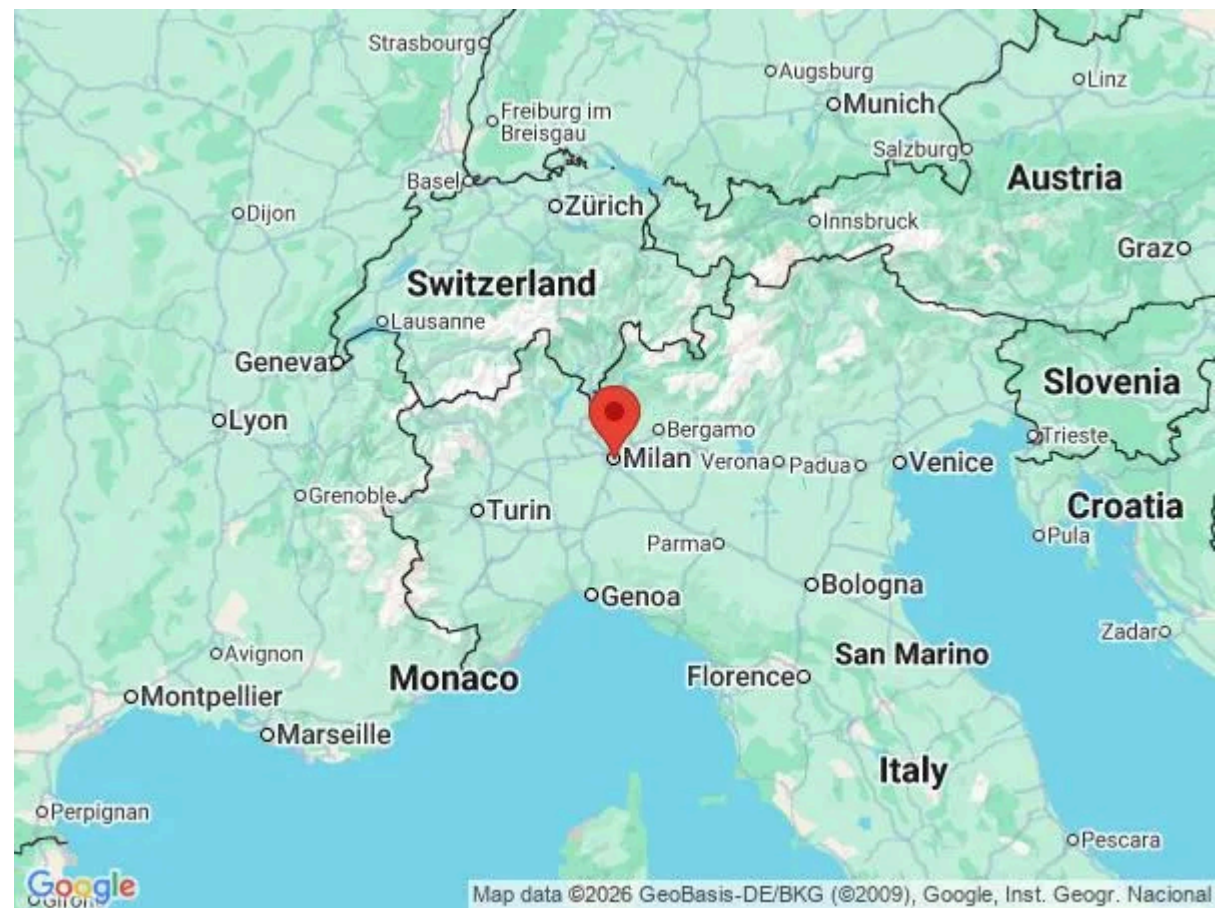 Strasbourg
Augsburg
Linz
Munich
Freiburg im
Breisgau
Salzburg
Basel
Austria
Zürich
Dijon
Innsbruck
Graz
Switzerland
Lausanne
Geneva
Slovenia
Lyon
Bergamo
Trieste
Milan
Verona
Padua
Venice
Grenoble
Turin
Croatia
Pula
Parma
Bologna
Genoa
Zadar
Avignon
San Marino
Monaco
Florence
Montpellier
Marseille
Italy
Perpignan
Pescara
Google
Map data ©2026 GeoBasis-DE/BKG (©2009), Google, Inst. Geogr. Nacional